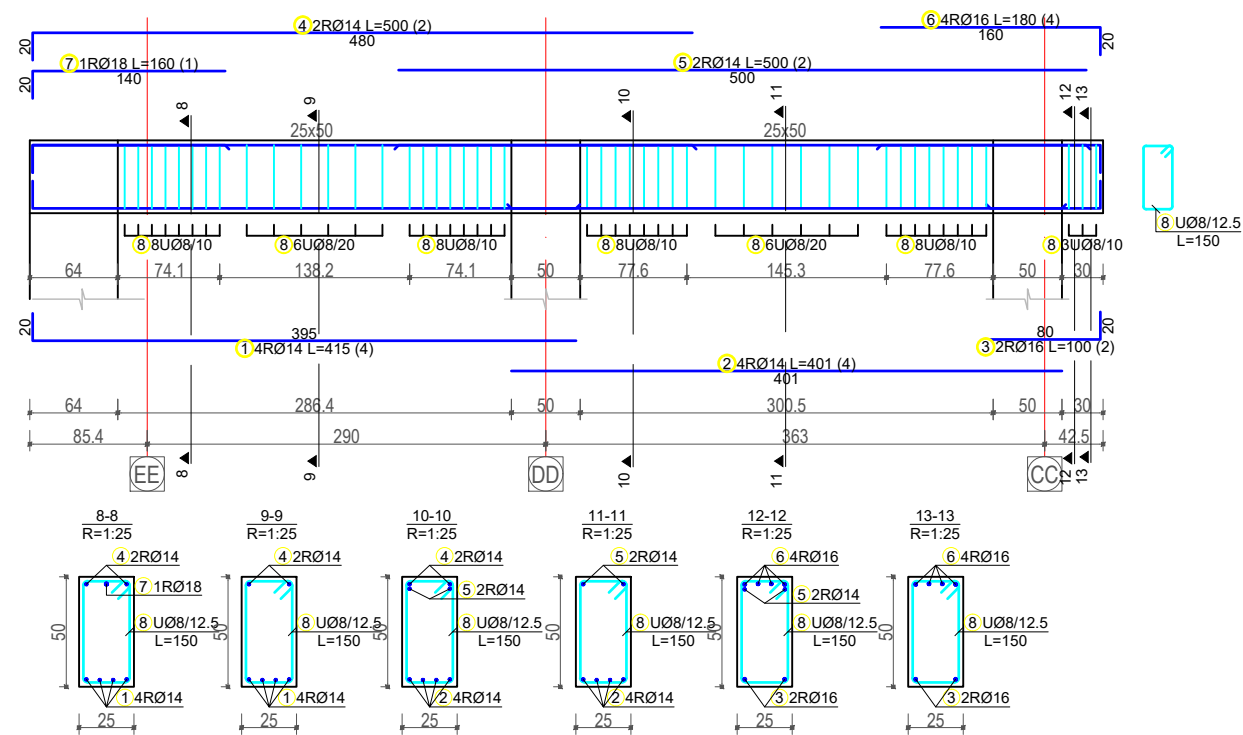 ④ 2RØ14 L=500 (2)
480
20
⑥ 4RØ16 L=180 (4)
160
20
⑦ 1RØ18 L=160 (1)
140
20
⑤ 2RØ14 L=500 (2)
500
8
9
10
11
12
13
25x50
25x50
⑧ 8UØ8/10
⑧ 6UØ8/20
⑧ 8UØ8/10
⑧ 8UØ8/10
⑧ 6UØ8/20
⑧ 8UØ8/10
⑧ 3UØ8/10
⑧ UØ8/12.5
L=150
64 74.1 138.2 74.1 50 77.6 145.3 77.6 50 30
20
395
① 4RØ14 L=415 (4)
② 4RØ14 L=401 (4)
401
80
③ 2RØ16 L=100 (2)
20
64 286.4 50 300.5 50 30
85.4 290 363 42.5
EE
8
9
DD
10
11
CC
12
13
8-8
R=1:25
④ 2RØ14
⑦ 1RØ18
⑧ UØ8/12.5
L=150
① 4RØ14
50
25
9-9
R=1:25
④ 2RØ14
⑧ UØ8/12.5
L=150
① 4RØ14
50
25
10-10
R=1:25
④ 2RØ14
⑤ 2RØ14
⑧ UØ8/12.5
L=150
② 4RØ14
50
25
11-11
R=1:25
⑤ 2RØ14
⑧ UØ8/12.5
L=150
② 4RØ14
50
25
12-12
R=1:25
⑥ 4RØ16
⑤ 2RØ14
⑧ UØ8/12.5
L=150
③ 2RØ16
50
25
13-13
R=1:25
⑥ 4RØ16
⑧ UØ8/12.5
L=150
③ 2RØ16
50
25